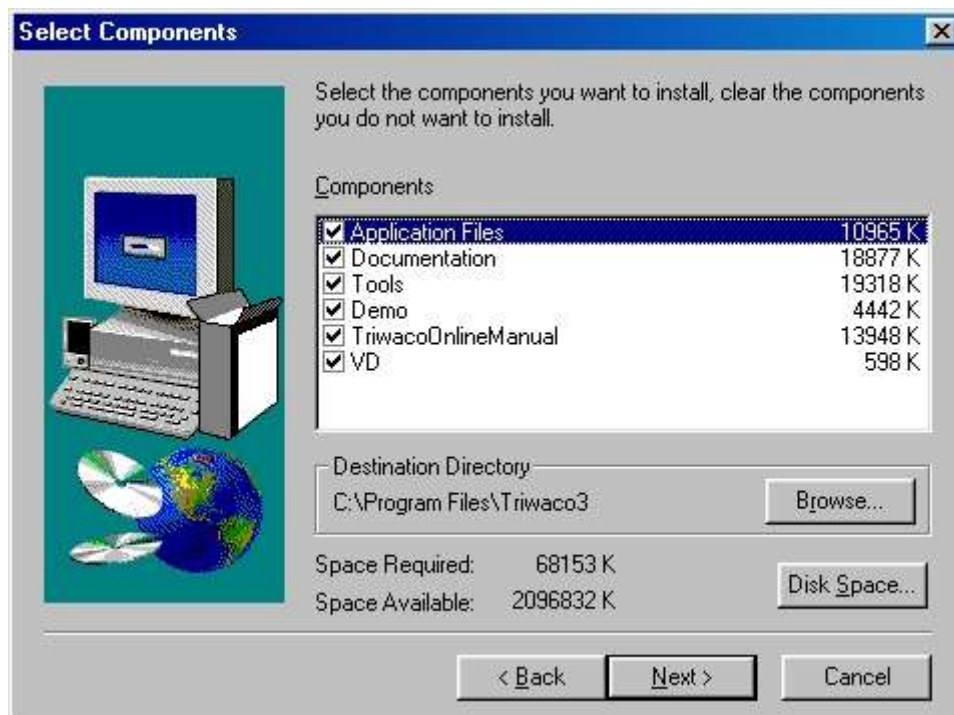 Select Components
Select the components you want to install, clear the components
you do not want to install.
Components
Application Files 10965 K
Documentation 18877 K
Tools 19318 K
Demo 4442 K
TriwacoOnlineManual 13948 K
VD 598 K
Destination Directory
C:\Program Files\Triwaco3
Browse...
Space Required: 68153 K
Space Available: 2096832 K
Disk Space...
< Back
Next >
Cancel